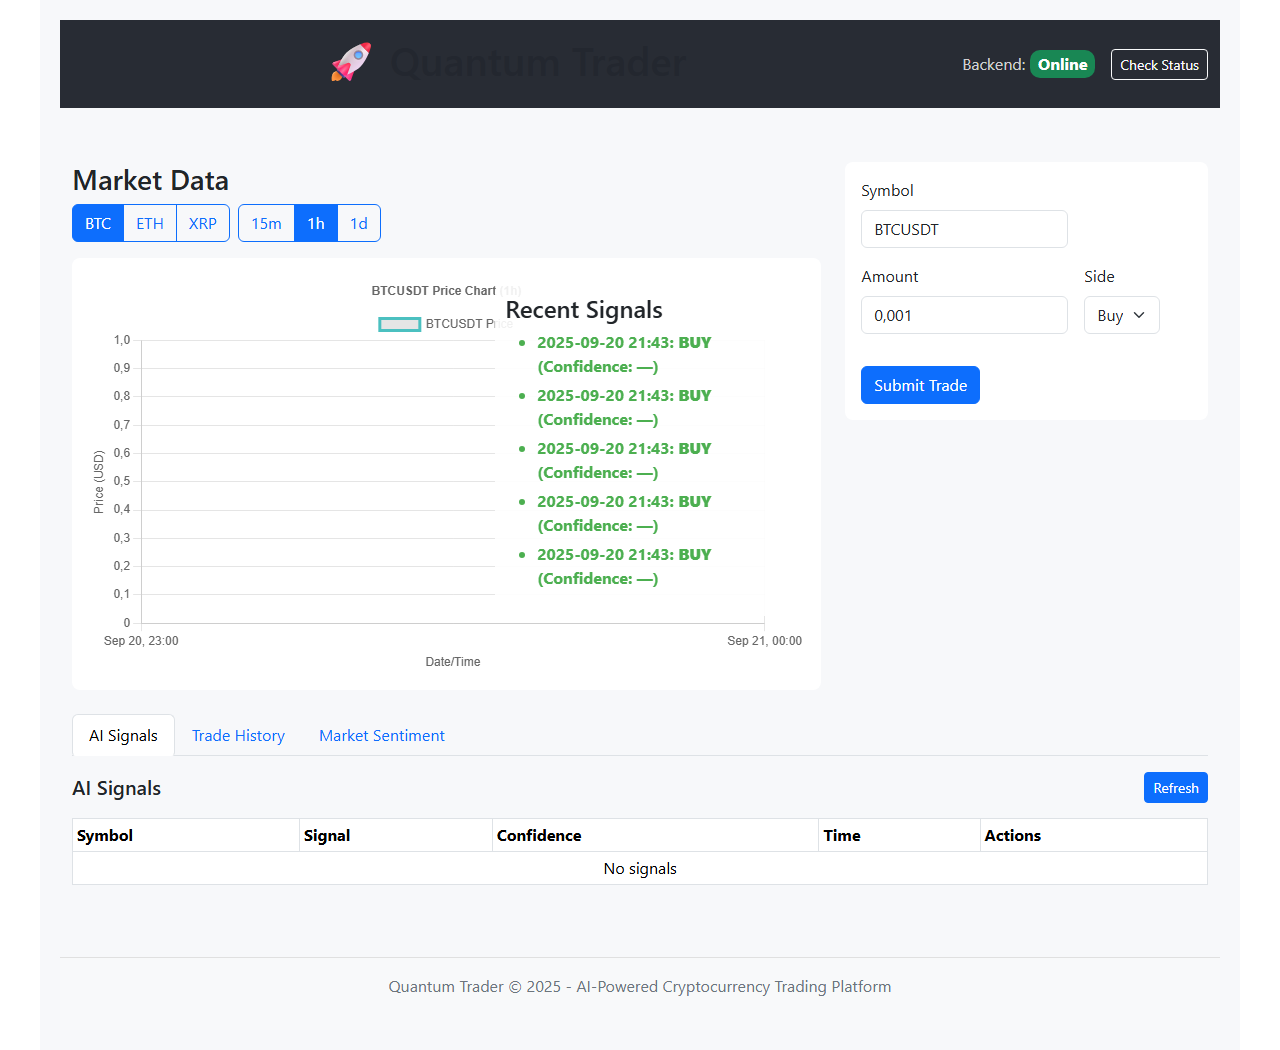 Quantum Trader
Backend: Online
Check Status
Market Data
BTC ETH XRP 15m 1h 1d
BTCUSDT Price Chart (1h)
BTCUSDT Price
1,0
0,9
0,8
0,7
0,6
0,5
0,4
0,3
0,2
0,1
0
Price (USD)
Sep 20, 23:00
Sep 21, 00:00
Date/Time
Recent Signals
2025-09-20 21:43: BUY
(Confidence: —)
2025-09-20 21:43: BUY
(Confidence: —)
2025-09-20 21:43: BUY
(Confidence: —)
2025-09-20 21:43: BUY
(Confidence: —)
2025-09-20 21:43: BUY
(Confidence: —)
Symbol
BTCUSDT
Amount
Side
0,001
Buy
Submit Trade
AI Signals Trade History Market Sentiment
AI Signals
Refresh
Symbol Signal Confidence Time Actions
No signals
Quantum Trader © 2025 - AI-Powered Cryptocurrency Trading Platform